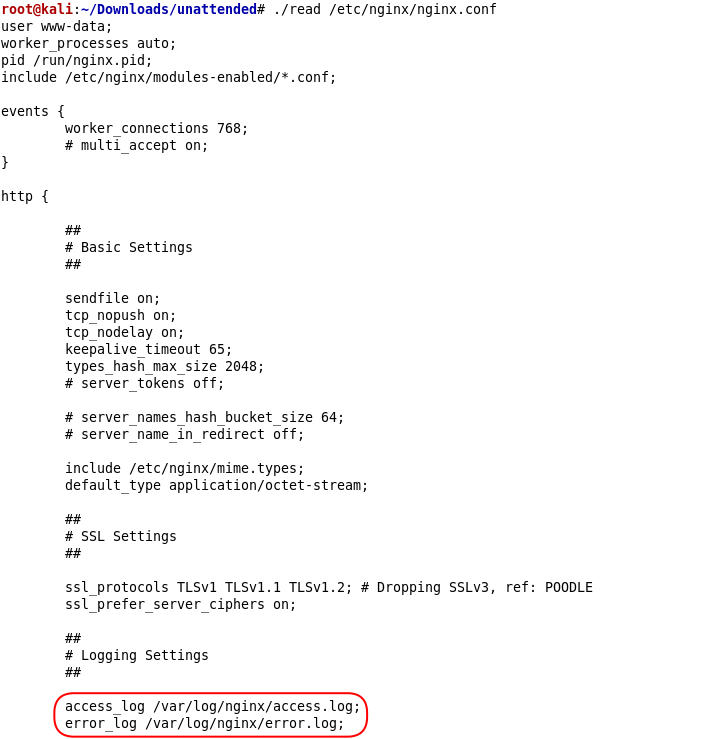 root@kali:~/Downloads/unattended# ./read /etc/nginx/nginx.conf
user www-data;
worker_processes auto;
pid /run/nginx.pid;
include /etc/nginx/modules-enabled/*.conf;
events {
worker_connections 768;
# multi_accept on;
}
http {
##
# Basic Settings
##
sendfile on;
tcp_nopush on;
tcp_nodelay on;
keepalive_timeout 65;
types_hash_max_size 2048;
# server_tokens off;
# server_names_hash_bucket_size 64;
# server_name_in_redirect off;
include /etc/nginx/mime.types;
default_type application/octet-stream;
##
# SSL Settings
##
ssl_protocols TLSv1 TLSv1.1 TLSv1.2; # Dropping SSLv3, ref: POODLE
ssl_prefer_server_ciphers on;
##
# Logging Settings
##
access_log /var/log/nginx/access.log;
error_log /var/log/nginx/error.log;